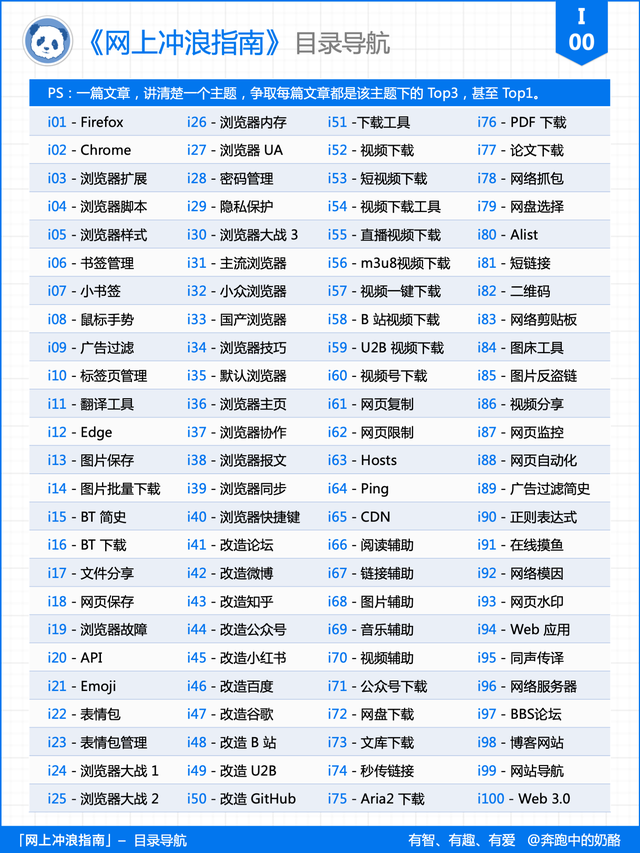 《网上冲浪指南》目录导航
I
00
PS：一篇文章，讲清楚一个主题，争取每篇文章都是该主题下的 Top3，甚至 Top1。
i01 - Firefox
i02 - Chrome
i03 - 浏览器扩展
i04 - 浏览器脚本
i05 - 浏览器样式
i06 - 书签管理
i07 - 小书签
i08 - 鼠标手势
i09 - 广告过滤
i10 - 标签页管理
i11 - 翻译工具
i12 - Edge
i13 - 图片保存
i14 - 图片批量下载
i15 - BT 简史
i16 - BT 下载
i17 - 文件分享
i18 - 网页保存
i19 - 浏览器故障
i20 - API
i21 - Emoji
i22 - 表情包
i23 - 表情包管理
i24 - 浏览器大战 1
i25 - 浏览器大战 2
i26 - 浏览器内存
i27 - 浏览器 UA
i28 - 密码管理
i29 - 隐私保护
i30 - 浏览器大战 3
i31 - 主流浏览器
i32 - 小众浏览器
i33 - 国产浏览器
i34 - 浏览器技巧
i35 - 默认浏览器
i36 - 浏览器主页
i37 - 浏览器协作
i38 - 浏览器报文
i39 - 浏览器同步
i40 - 浏览器快捷键
i41 - 改造论坛
i42 - 改造微博
i43 - 改造知乎
i44 - 改造公众号
i45 - 改造小红书
i46 - 改造百度
i47 - 改造谷歌
i48 - 改造 B 站
i49 - 改造 U2B
i50 - 改造 GitHub
i51 -下载工具
i52 - 视频下载
i53 - 短视频下载
i54 - 视频下载工具
i55 - 直播视频下载
i56 - m3u8视频下载
i57 - 视频一键下载
i58 - B 站视频下载
i59 - U2B 视频下载
i60 - 视频号下载
i61 - 网页复制
i62 - 网页限制
i63 - Hosts
i64 - Ping
i65 - CDN
i66 - 阅读辅助
i67 - 链接辅助
i68 - 图片辅助
i69 - 音乐辅助
i70 - 视频辅助
i71 - 公众号下载
i72 - 网盘下载
i73 - 文库下载
i74 - 秒传链接
i75 - Aria2 下载
i76 - PDF 下载
i77 - 论文下载
i78 - 网络抓包
i79 - 网盘选择
i80 - Alist
i81 - 短链接
i82 - 二维码
i83 - 网络剪贴板
i84 - 图床工具
i85 - 图片反盗链
i86 - 视频分享
i87 - 网页监控
i88 - 网页自动化
i89 - 广告过滤简史
i90 - 正则表达式
i91 - 在线摸鱼
i92 - 网络模因
i93 - 网页水印
i94 - Web 应用
i95 - 同声传译
i96 - 网络服务器
i97 - BBS论坛
i98 - 博客网站
i99 - 网站导航
i100 - Web 3.0
「网上冲浪指南」– 目录导航
有智、有趣、有爱 @奔跑中的奶酪